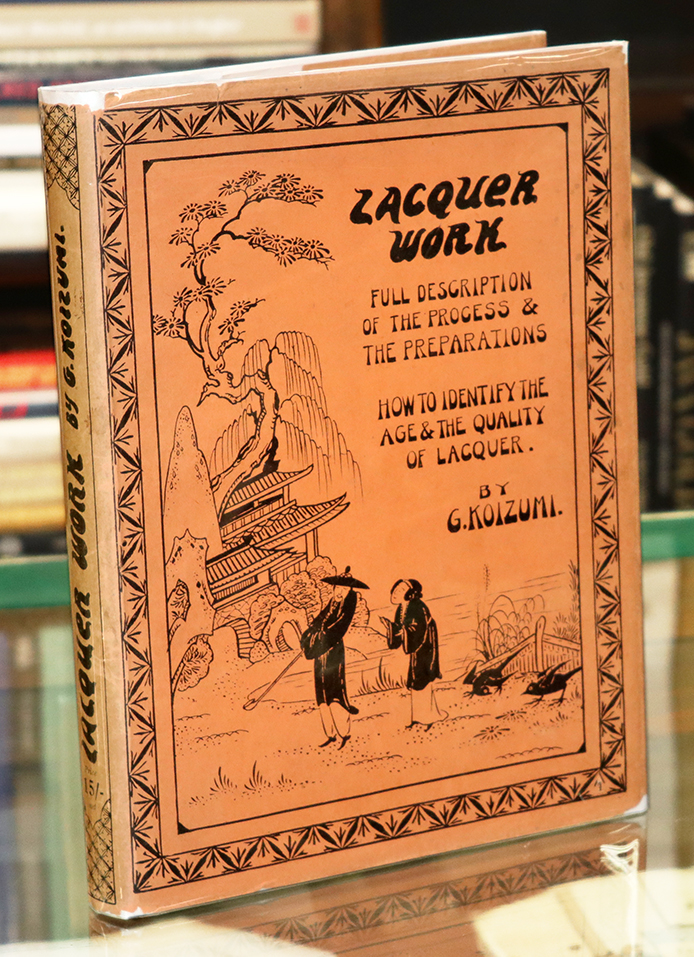 LACQUER
WORK
FULL DESCRIPTION
OF THE PROCESS &
THE PREPARATIONS
HOW TO IDENTIFY THE
AGE & THE QUALITY
OF LACQUER.
BY
G. KOIZUMI.
LACQUER WORK BY G. KOIZUMI.
15/-